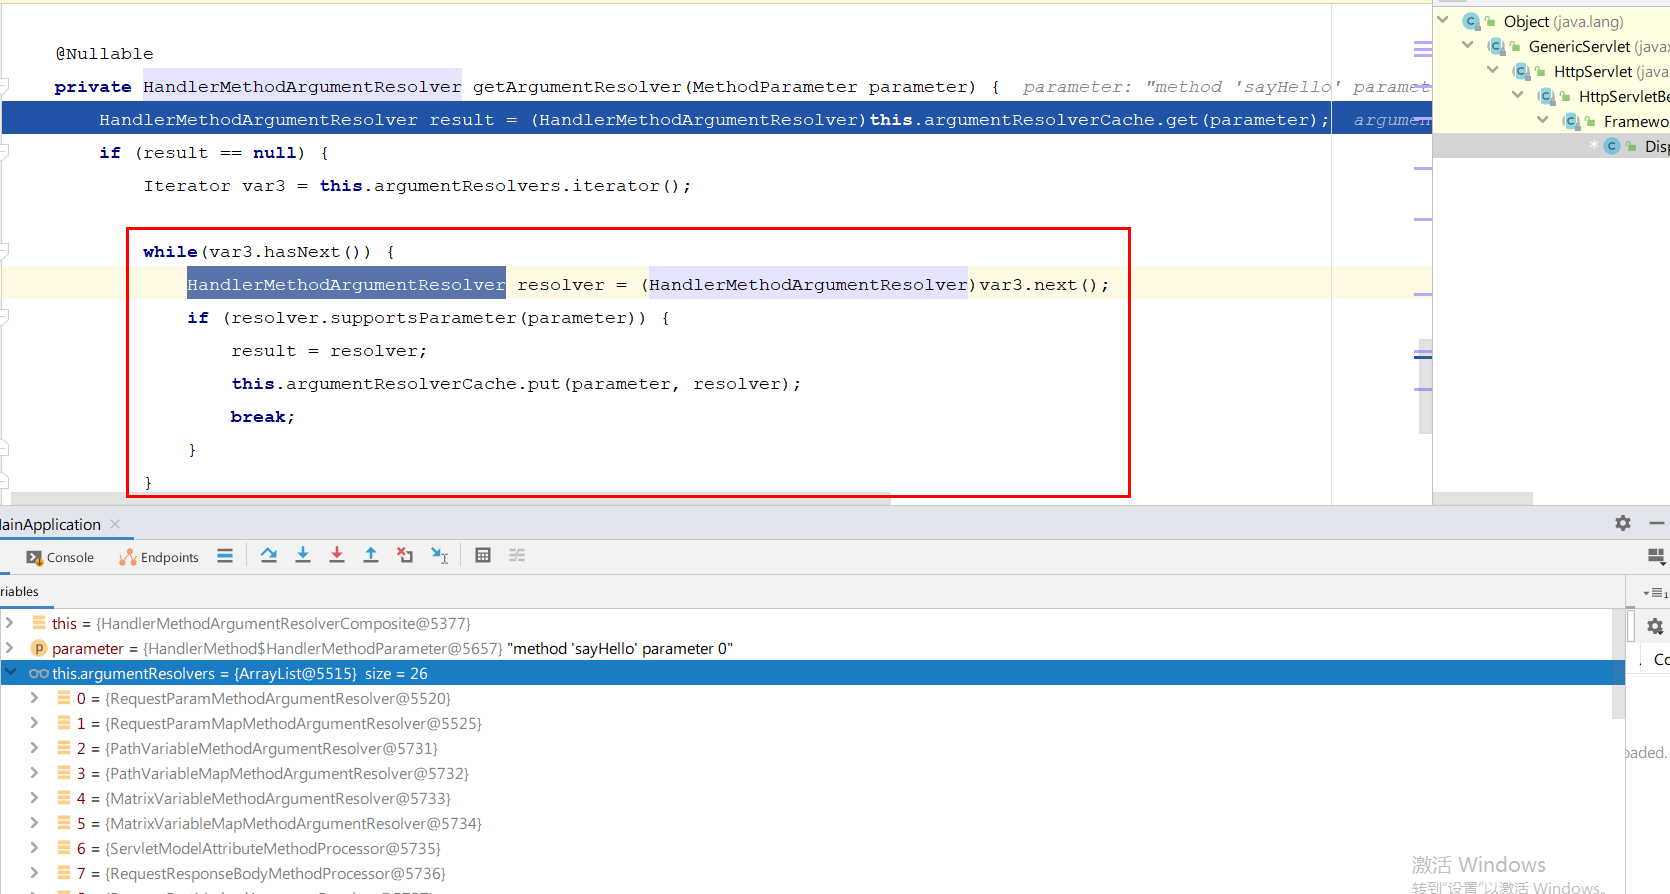 @Nullable
private HandlerMethodArgumentResolver getArgumentResolver(MethodParameter parameter) { parameter: "method 'sayHello' paramet
HandlerMethodArgumentResolver result = (HandlerMethodArgumentResolver)this.argumentResolverCache.get(parameter); argumen
if (result == null) {
Iterator var3 = this.argumentResolvers.iterator();
while(var3.hasNext()) {
HandlerMethodArgumentResolver resolver = (HandlerMethodArgumentResolver)var3.next();
if (resolver.supportsParameter(parameter)) {
result = resolver;
this.argumentResolverCache.put(parameter, resolver);
break;
}
}
Object (java.lang)
GenericServlet (javax
HttpServlet (java
HttpServletBe
Framewo
* Disp
MainApplication
Console
Endpoints
riables
this = {HandlerMethodArgumentResolverComposite@5377}
parameter = {HandlerMethod$HandlerMethodParameter@5657} "method 'sayHello' parameter 0"
this.argumentResolvers = {ArrayList@5515} size = 26
0 = {RequestParamMethodArgumentResolver@5520}
1 = {RequestParamMapMethodArgumentResolver@5525}
2 = {PathVariableMethodArgumentResolver@5731}
3 = {PathVariableMapMethodArgumentResolver@5732}
4 = {MatrixVariableMethodArgumentResolver@5733}
5 = {MatrixVariableMapMethodArgumentResolver@5734}
6 = {ServletModelAttributeMethodProcessor@5735}
7 = {RequestResponseBodyMethodProcessor@5736}
Co
oaded.
激活 Windows
转到"设置"以激活 Windows。